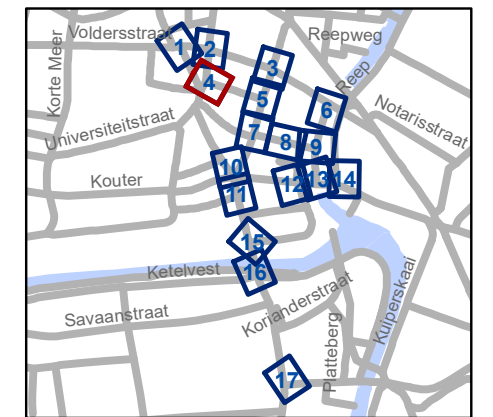 Voldersstraat
Reepweg
Korte Meer
Reep
Notarisstraat
Universiteitstraat
Kouter
Ketelvest
Savaanstraat
Korianderstraat
Platteberg
Kuiperskaai
1
2
3
4
5
6
7
8
9
10
11
12
13
14
15
16
17